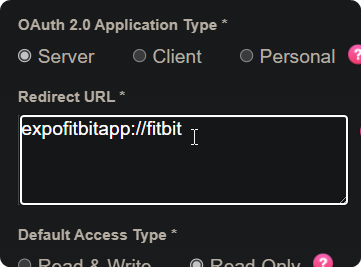 OAuth 2.0 Application Type *
Server Client Personal ?
Redirect URL *
expofitbitapp://fitbit
Default Access Type *
Read & Write Read Only ?